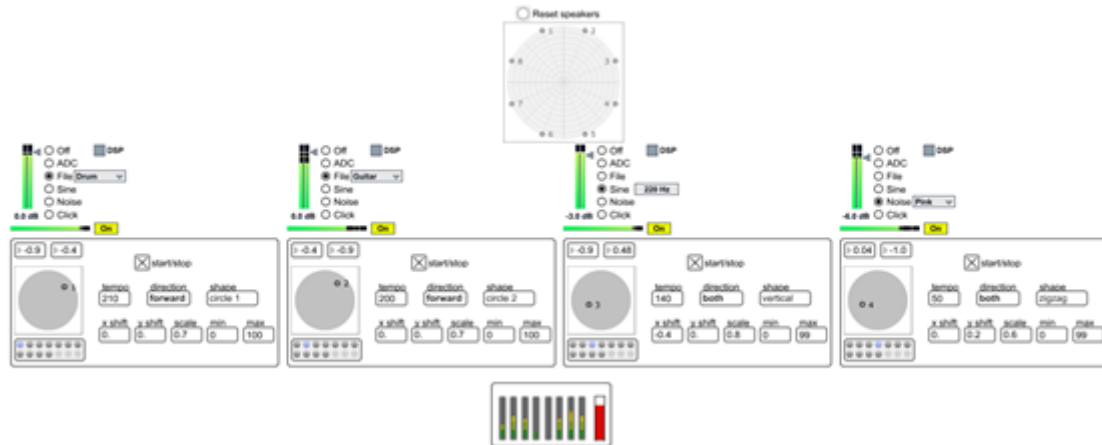 Reset speakers
1 2
8 3
7 4
6 5
Off DSP
ADC
File Drum
Sine
Noise
0.0 dB Click
On
-0.9 -0.4
start/stop
1
tempo direction shape
210 forward circle 1
x shift y shift scale min max
0. 0. 0.7 0 100
Off DSP
ADC
File Guitar
Sine
Noise
0.0 dB Click
On
-0.4 -0.9
start/stop
2
tempo direction shape
200 forward circle 2
x shift y shift scale min max
0. 0. 0.7 0 100
Off DSP
ADC
File
Sine 220 Hz
Noise
-3.0 dB Click
On
-0.9 0.48
start/stop
3
tempo direction shape
140 both vertical
x shift y shift scale min max
-0.4 0. 0.8 0 99
Off DSP
ADC
File
Sine
Noise Pink
-6.0 dB Click
On
0.04 -1.0
start/stop
4
tempo direction shape
50 both zigzag
x shift y shift scale min max
0. 0.2 0.6 0 99